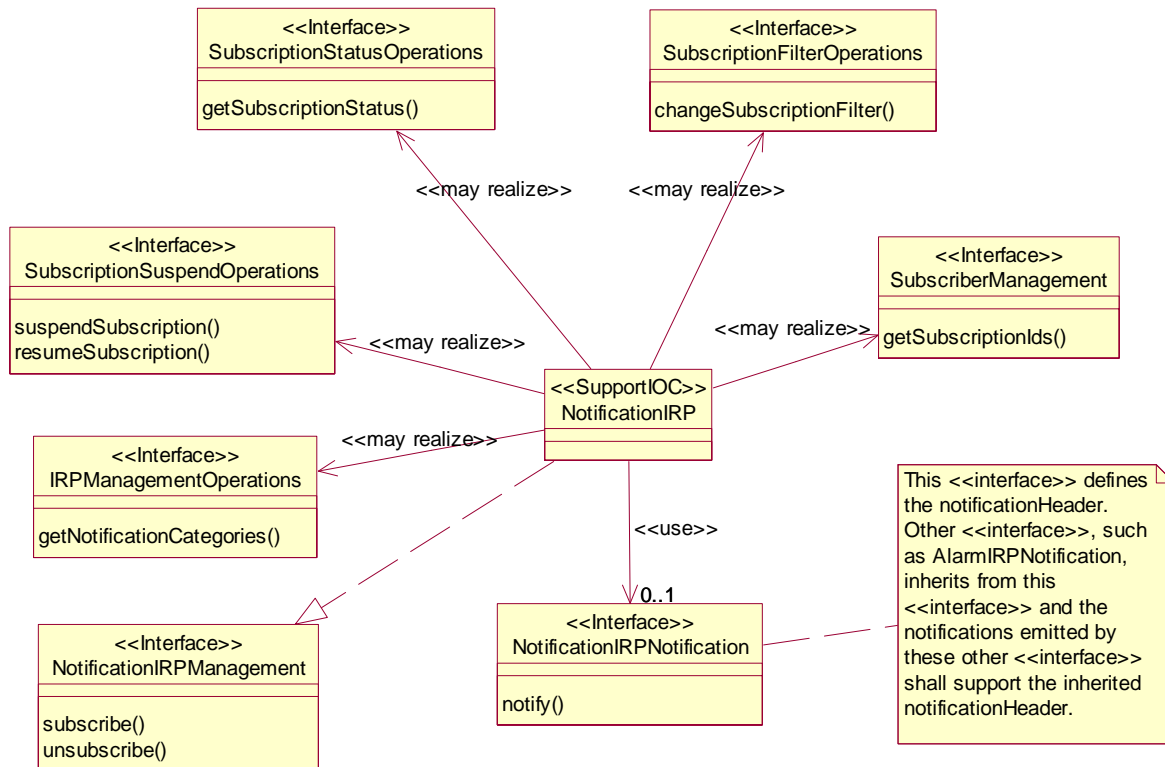 <<Interface>>
SubscriptionStatusOperations
getSubscriptionStatus()
<<Interface>>
SubscriptionFilterOperations
changeSubscriptionFilter()
<<may realize>>
<<may realize>>
<<Interface>>
SubscriptionSuspendOperations
suspendSubscription()
resumeSubscription()
<<Interface>>
SubscriberManagement
getSubscriptionIds()
<<may realize>>
<<may realize>>
<<SupportIOC>>
NotificationIRP
<<may realize>>
<<Interface>>
IRPManagementOperations
getNotificationCategories()
<<use>>
0..1
<<Interface>>
NotificationIRPManagement
subscribe()
unsubscribe()
<<Interface>>
NotificationIRPNotification
notify()
This <<interface>> defines
the notificationHeader.
Other <<interface>>, such
as AlarmIRPNotification,
inherits from this
<<interface>> and the
notifications emitted by
these other <<interface>>
shall support the inherited
notificationHeader.